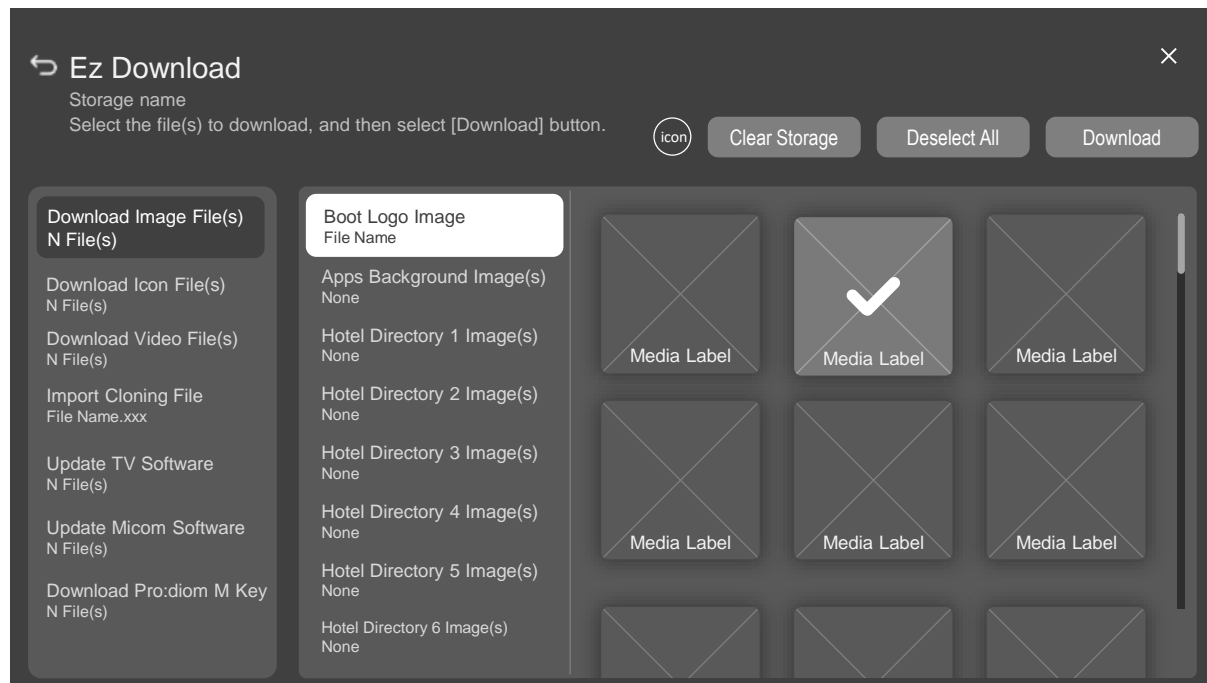 Ez Download
Storage name
Select the file(s) to download, and then select [Download] button.
icon
Clear Storage
Deselect All
Download
Download Image File(s)
N File(s)
Download Icon File(s)
N File(s)
Download Video File(s)
N File(s)
Import Cloning File
File Name.xxx
Update TV Software
N File(s)
Update Micom Software
N File(s)
Download Pro:diom M Key
N File(s)
Boot Logo Image
File Name
Apps Background Image(s)
None
Hotel Directory 1 Image(s)
None
Hotel Directory 2 Image(s)
None
Hotel Directory 3 Image(s)
None
Hotel Directory 4 Image(s)
None
Hotel Directory 5 Image(s)
None
Hotel Directory 6 Image(s)
None
Media Label
Media Label
Media Label
Media Label
Media Label
Media Label